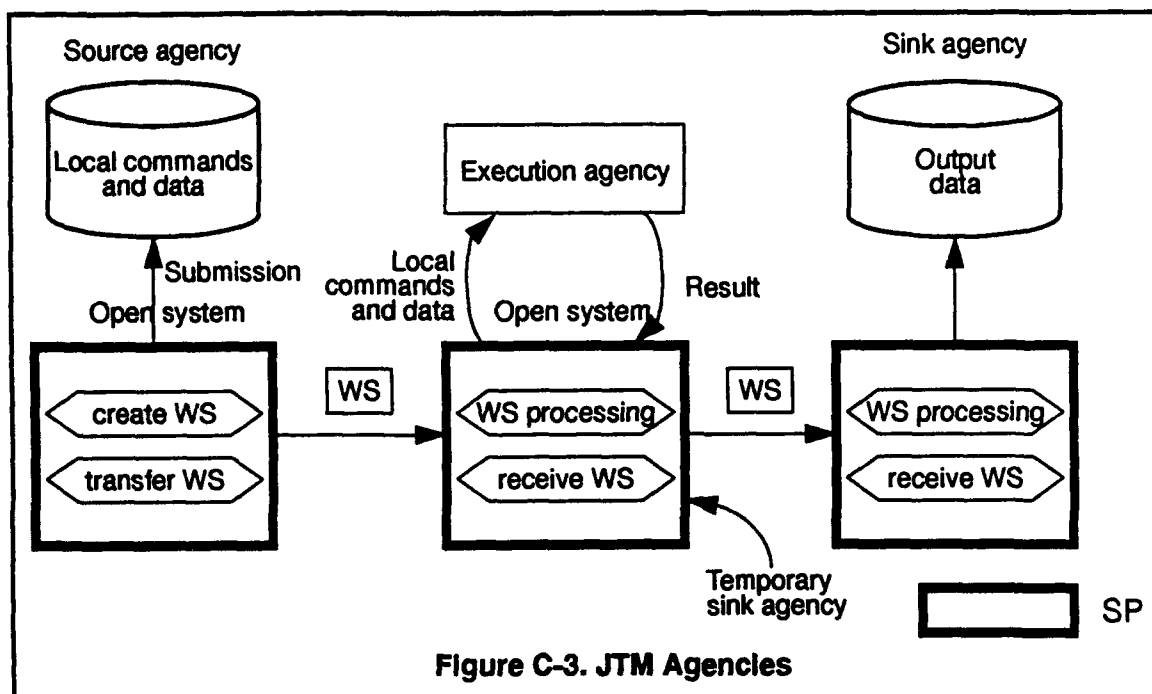 Source agency
Sink agency
Local commands
and data
Execution agency
Output
data
Submission
Open system
Local
commands
and data
Open system
Result
create WS
transfer WS
WS
WS processing
receive WS
WS
WS processing
receive WS
Temporary
sink agency
SP
Figure C-3. JTM Agencies